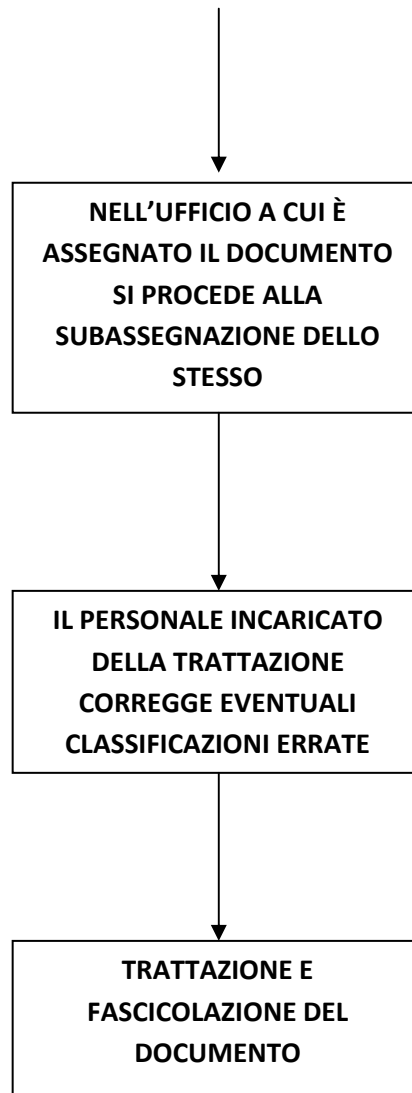 NELL’UFFICIO A CUI È
ASSEGNATO IL DOCUMENTO
SI PROCEDE ALLA
SUBASSEGNAZIONE DELLO
STESSO
IL PERSONALE INCARICATO
DELLA TRATTAZIONE
CORREGGE EVENTUALI
CLASSIFICAZIONI ERRATE
TRATTAZIONE E
FASCICOLAZIONE DEL
DOCUMENTO